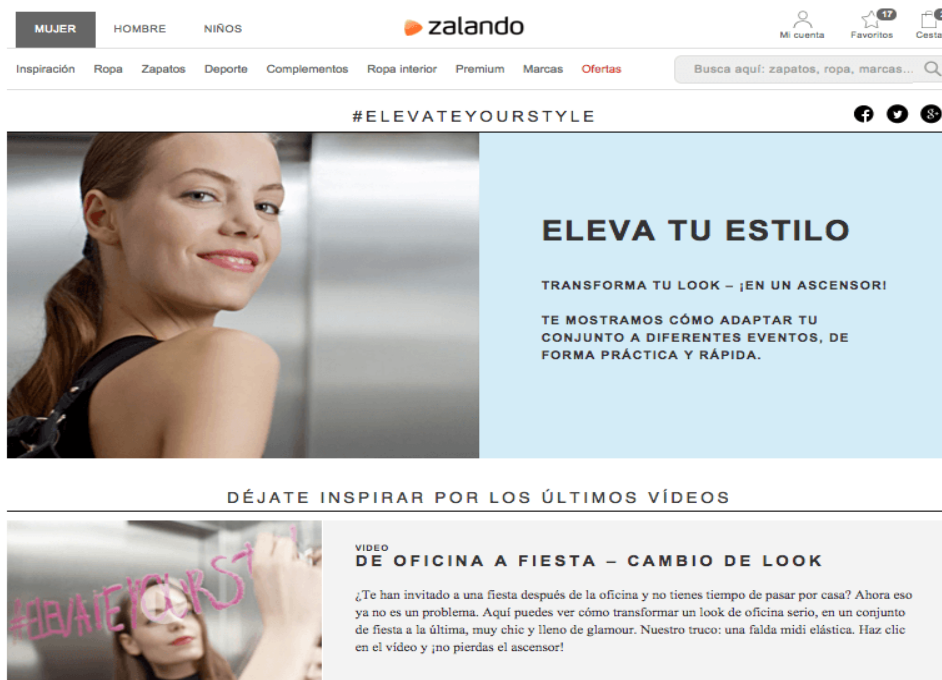 MUJER HOMBRE NIÑOS zalando 17
Mi cuenta Favoritos Cesta
Inspiración Ropa Zapatos Deporte Complementos Ropa interior Premium Marcas Ofertas Busca aquí: zapatos, ropa, marcas...
#ELEVATEYOURSTYLE
ELEVA TU ESTILO
TRANSFORMA TU LOOK – ¡EN UN ASCENSOR!
TE MOSTRAMOS CÓMO ADAPTAR TU
CONJUNTO A DIFERENTES EVENTOS, DE
FORMA PRÁCTICA Y RÁPIDA.
DÉJATE INSPIRAR POR LOS ÚLTIMOS VÍDEOS
#ELEVATEYOURST
VIDEO
DE OFICINA A FIESTA – CAMBIO DE LOOK
¿Te han invitado a una fiesta después de la oficina y no tienes tiempo de pasar por casa? Ahora eso
ya no es un problema. Aquí puedes ver cómo transformar un look de oficina serio, en un conjunto
de fiesta a la última, muy chic y lleno de glamour. Nuestro truco: una falda midi elástica. Haz clic
en el vídeo y ¡no pierdas el ascensor!